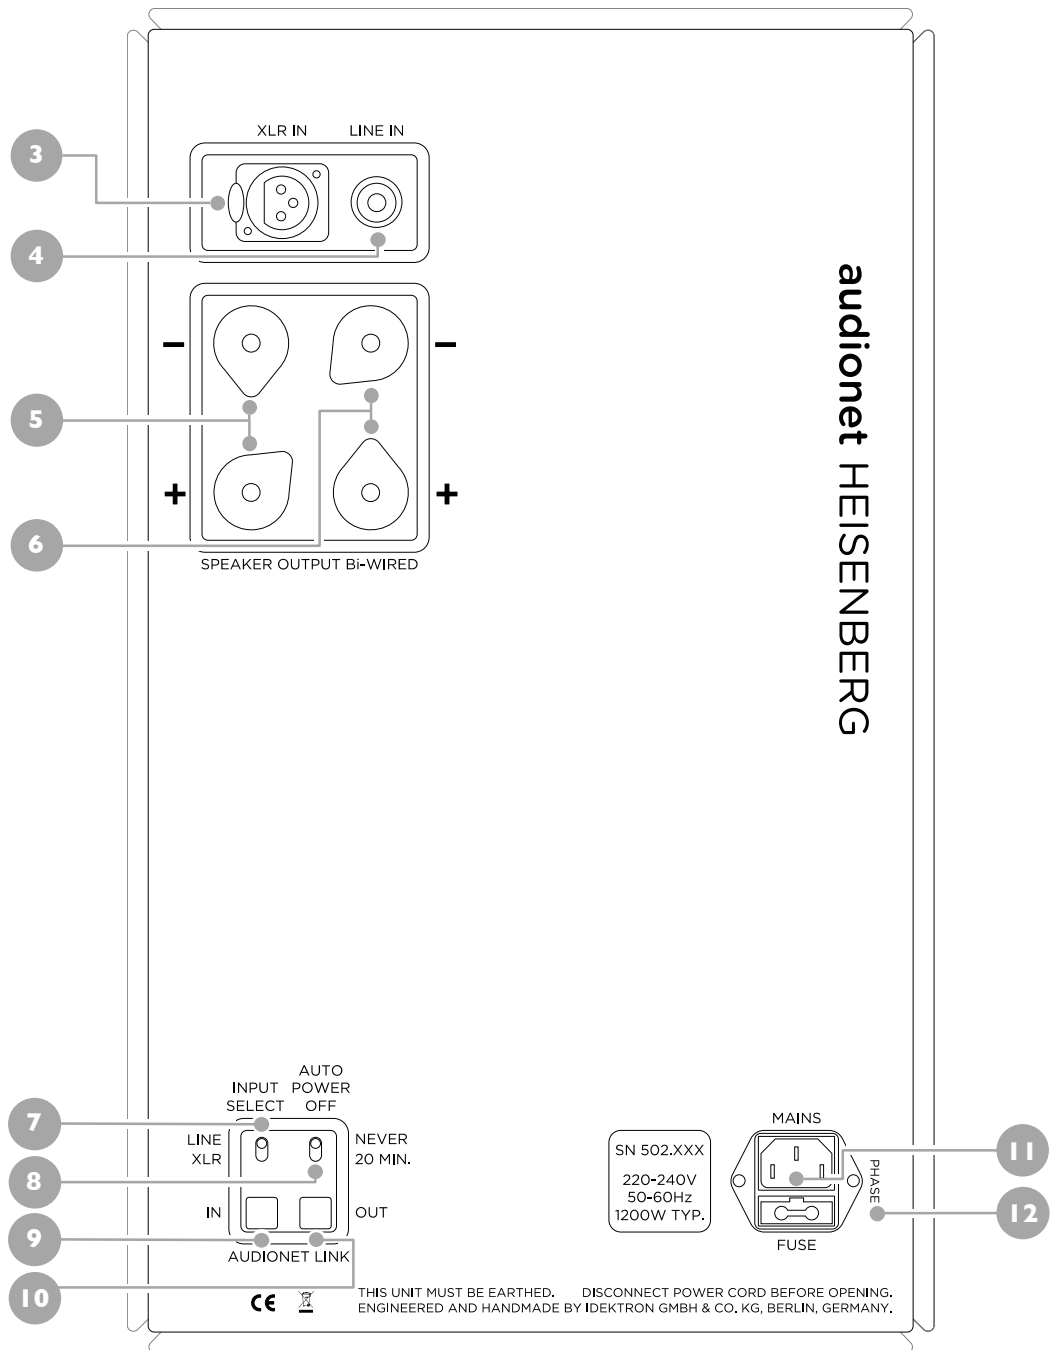 XLR IN LINE IN
3
4
audionet HEISENBERG
− −
5
+ +
6
SPEAKER OUTPUT Bi-WIRED
AUTO
INPUT POWER
SELECT OFF
7
LINE NEVER
XLR 20 MIN.
8
IN OUT
9
AUDIONET LINK
10
SN 502.XXX
220-240V
50-60Hz
1200W TYP.
MAINS
11
PHASE
12
FUSE
CE
THIS UNIT MUST BE EARTHED. DISCONNECT POWER CORD BEFORE OPENING.
ENGINEERED AND HANDMADE BY IDEKTRON GMBH & CO. KG, BERLIN, GERMANY.